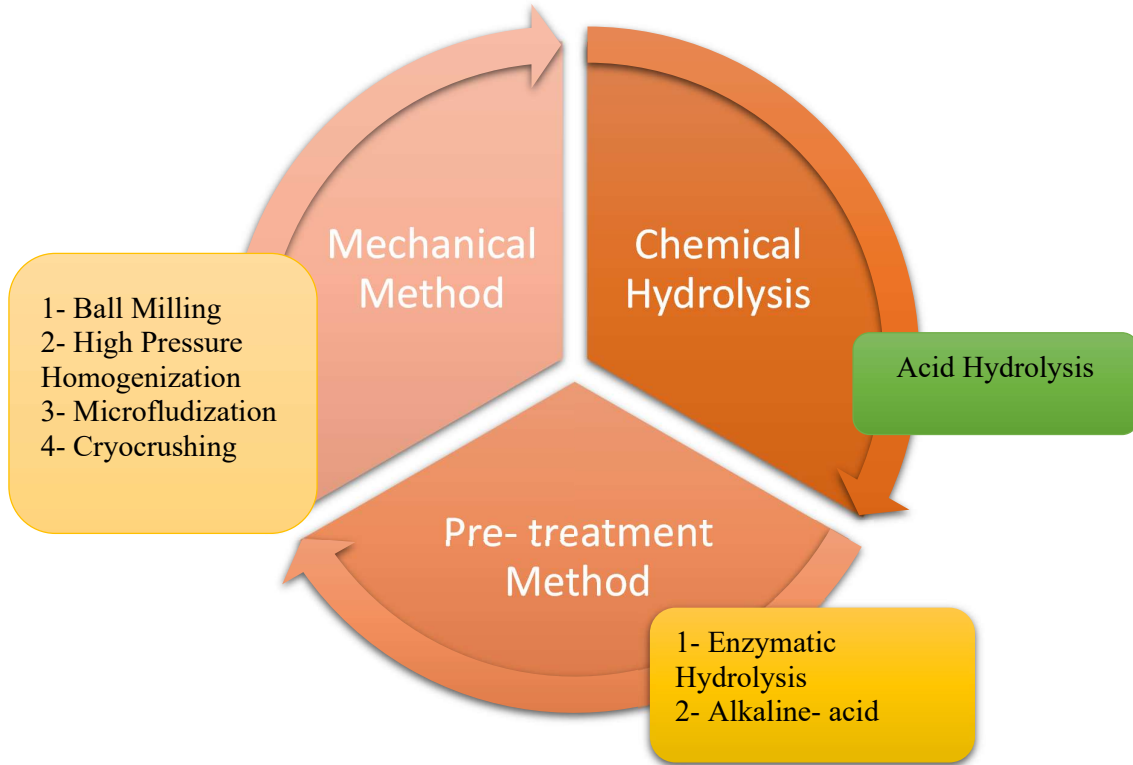 Mechanical
Method
Chemical
Hydrolysis
1- Ball Milling
2- High Pressure
Homogenization
3- Microfludization
4- Cryocrushing
Acid Hydrolysis
Pre- treatment
Method
1- Enzymatic
Hydrolysis
2- Alkaline- acid